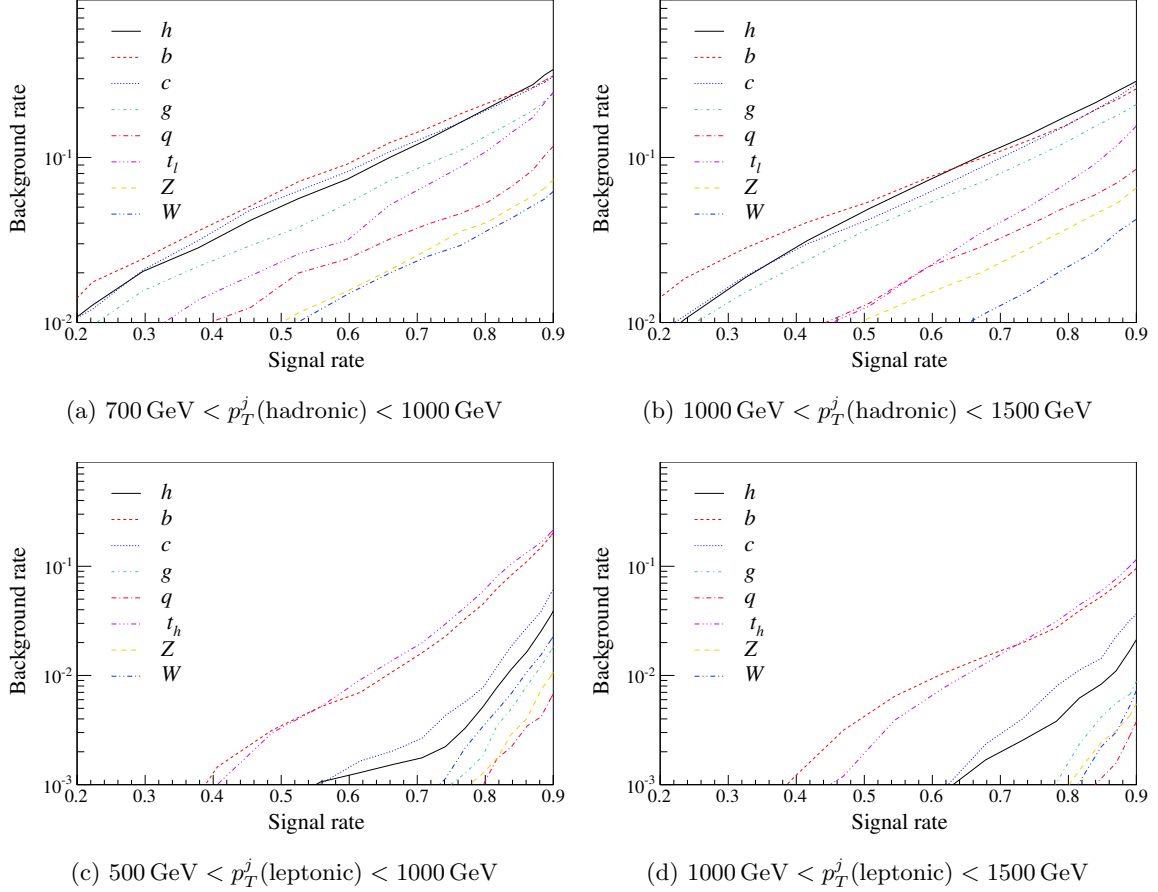 h
b
c
g
q
t_l
Z
W
Background rate
10^-1
10^-2
0.2 0.3 0.4 0.5 0.6 0.7 0.8 0.9
Signal rate
(a) 700 GeV < p_T^j (hadronic) < 1000 GeV
h
b
c
g
q
t_l
Z
W
Background rate
10^-1
10^-2
0.2 0.3 0.4 0.5 0.6 0.7 0.8 0.9
Signal rate
(b) 1000 GeV < p_T^j (hadronic) < 1500 GeV
h
b
c
g
q
t_h
Z
W
Background rate
10^-1
10^-2
10^-3
0.2 0.3 0.4 0.5 0.6 0.7 0.8 0.9
Signal rate
(c) 500 GeV < p_T^j (leptonic) < 1000 GeV
h
b
c
g
q
t_h
Z
W
Background rate
10^-1
10^-2
10^-3
0.2 0.3 0.4 0.5 0.6 0.7 0.8 0.9
Signal rate
(d) 1000 GeV < p_T^j (leptonic) < 1500 GeV